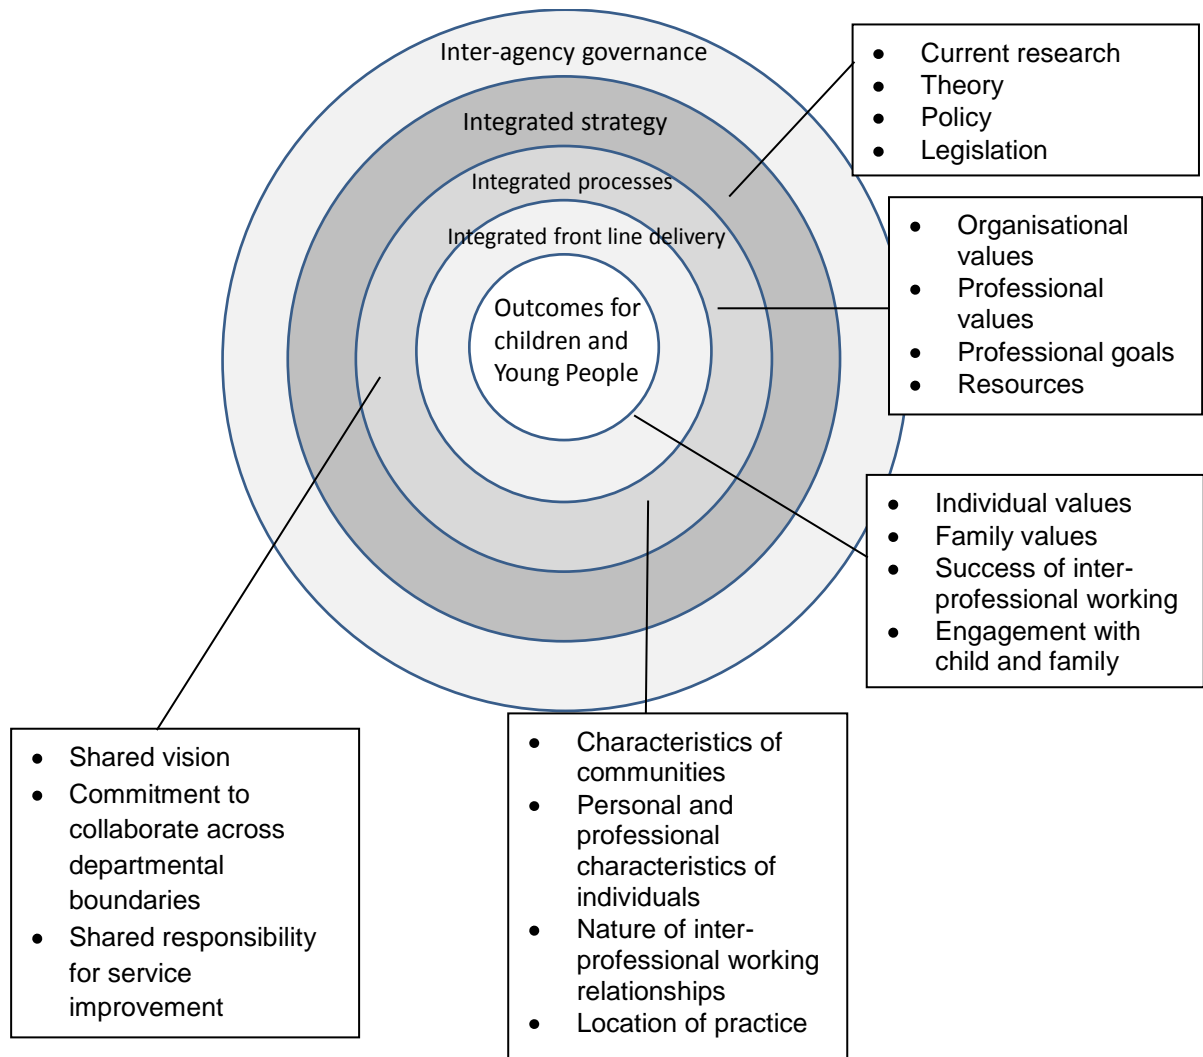 Inter-agency governance
Integrated strategy
Integrated processes
Integrated front line delivery
Outcomes for
children and
Young People
• Current research
• Theory
• Policy
• Legislation
• Organisational
values
• Professional
values
• Professional goals
• Resources
• Individual values
• Family values
• Success of inter-
professional working
• Engagement with
child and family
• Shared vision
• Commitment to
collaborate across
departmental
boundaries
• Shared responsibility
for service
improvement
• Characteristics of
communities
• Personal and
professional
characteristics of
individuals
• Nature of inter-
professional working
relationships
• Location of practice